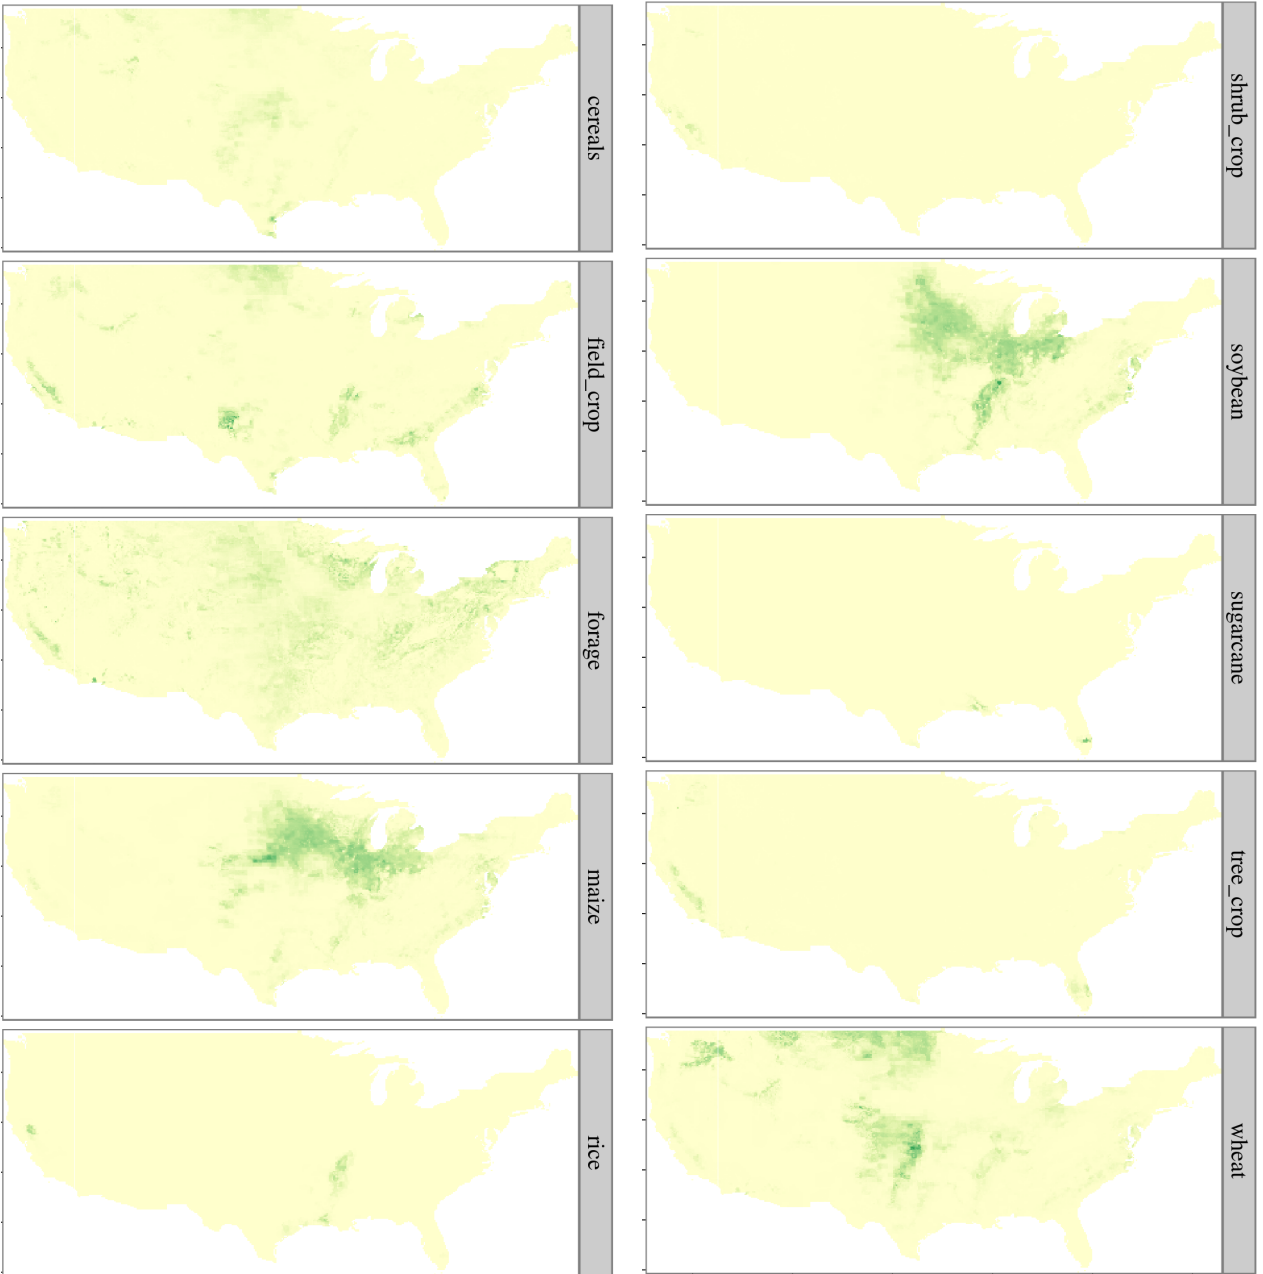 cereals
shrub_crop
field_crop
soybean
forage
sugarcane
maize
tree_crop
rice
wheat